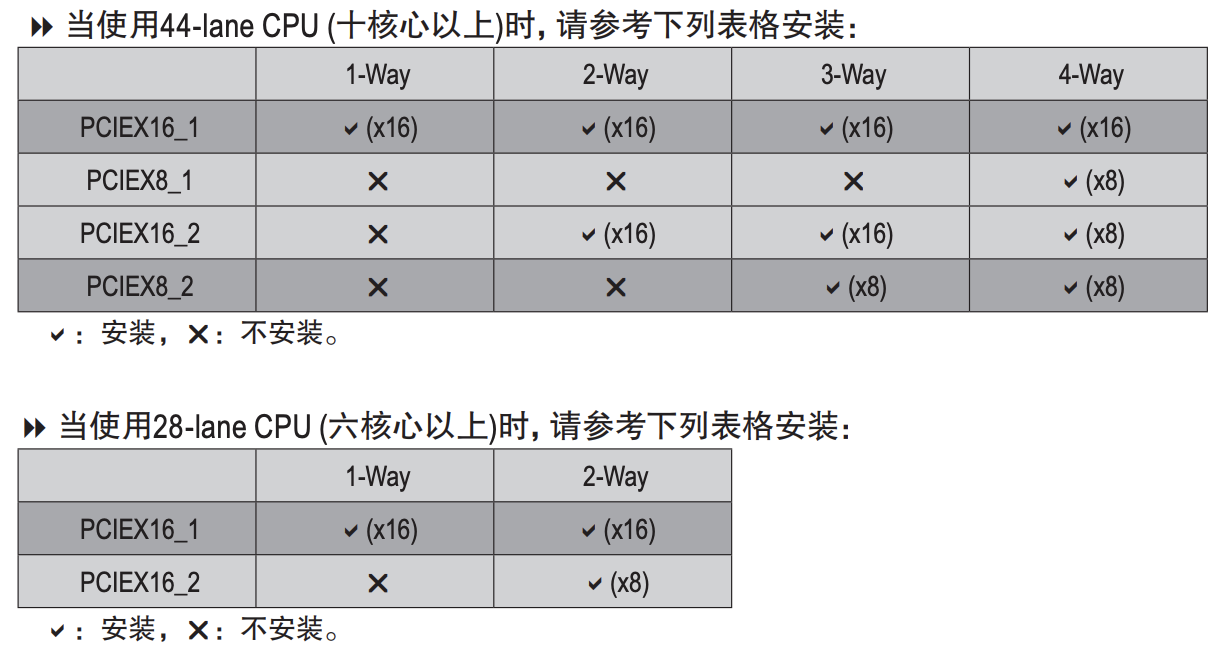 当使用44-lane CPU (十核心以上)时, 请参考下列表格安装：
1-Way 2-Way 3-Way 4-Way
PCIEX16_1 ✓(x16) ✓(x16) ✓(x16) ✓(x16)
PCIEX8_1 ✕ ✕ ✕ ✓(x8)
PCIEX16_2 ✕ ✓(x16) ✓(x16) ✓(x8)
PCIEX8_2 ✕ ✕ ✓(x8) ✓(x8)
✓：安装，✕：不安装。
当使用28-lane CPU (六核心以上)时, 请参考下列表格安装：
1-Way 2-Way
PCIEX16_1 ✓(x16) ✓(x16)
PCIEX16_2 ✕ ✓(x8)
✓：安装，✕：不安装。